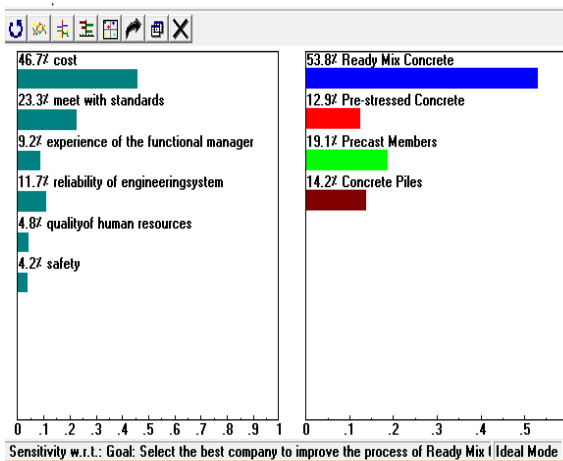 46.7% cost
23.3% meet with standards
9.2% experience of the functional manager
11.7% reliability of engineeringsystem
4.8% qualityof human resources
4.2% safety
0 .1 .2 .3 .4 .5 .6 .7 .8 .9 1
53.8% Ready Mix Concrete
12.9% Pre-stressed Concrete
19.1% Precast Members
14.2% Concrete Piles
0 .1 .2 .3 .4 .5
Sensitivity w.r.t.: Goal: Select the best company to improve the process of Ready Mix (
Ideal Mode